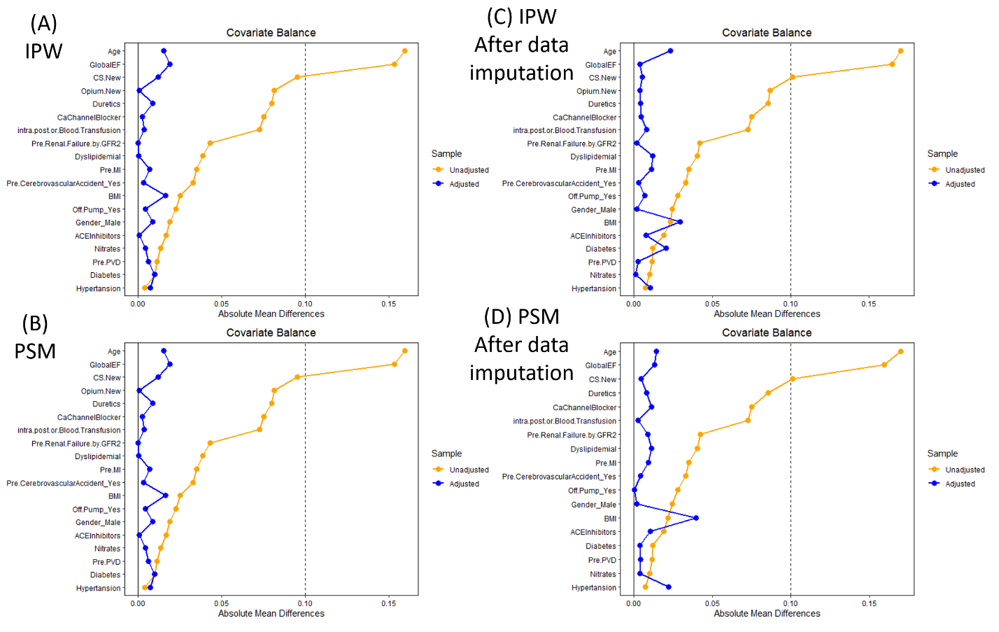 (A)
IPW
Covariate Balance
Age
GlobalEF
CS.New
Opium.New
Duretics
CaChannelBlocker
intra.post.or.Blood.Transfusion
Pre.Renal.Failure.by.GFR2
Dyslipidemial
Pre.MI
Pre.CerebrovascularAccident_Yes
BMI
Off.Pump_Yes
Gender_Male
ACEInhibitors
Nitrates
Pre.PVD
Diabetes
Hypertansion
0.00 0.05 0.10 0.15
Absolute Mean Differences
Sample
Unadjusted
Adjusted
(B)
PSM
Covariate Balance
Age
GlobalEF
CS.New
Opium.New
Duretics
CaChannelBlocker
intra.post.or.Blood.Transfusion
Pre.Renal.Failure.by.GFR2
Dyslipidemial
Pre.MI
Pre.CerebrovascularAccident_Yes
BMI
Off.Pump_Yes
Gender_Male
ACEInhibitors
Nitrates
Pre.PVD
Diabetes
Hypertansion
0.00 0.05 0.10 0.15
Absolute Mean Differences
Sample
Unadjusted
Adjusted
(C) IPW
After data
imputation
Covariate Balance
Age
GlobalEF
CS.New
Opium.New
Duretics
CaChannelBlocker
intra.post.or.Blood.Transfusion
Pre.Renal.Failure.by.GFR2
Dyslipidemial
Pre.MI
Pre.CerebrovascularAccident_Yes
Off.Pump_Yes
Gender_Male
BMI
ACEInhibitors
Diabetes
Pre.PVD
Nitrates
Hypertansion
0.00 0.05 0.10 0.15
Absolute Mean Differences
Sample
Unadjusted
Adjusted
(D) PSM
After data
imputation
Covariate Balance
Age
GlobalEF
CS.New
Duretics
CaChannelBlocker
intra.post.or.Blood.Transfusion
Pre.Renal.Failure.by.GFR2
Dyslipidemial
Pre.MI
Pre.CerebrovascularAccident_Yes
Off.Pump_Yes
Gender_Male
BMI
ACEInhibitors
Diabetes
Pre.PVD
Nitrates
Hypertansion
0.00 0.05 0.10 0.15
Absolute Mean Differences
Sample
Unadjusted
Adjusted